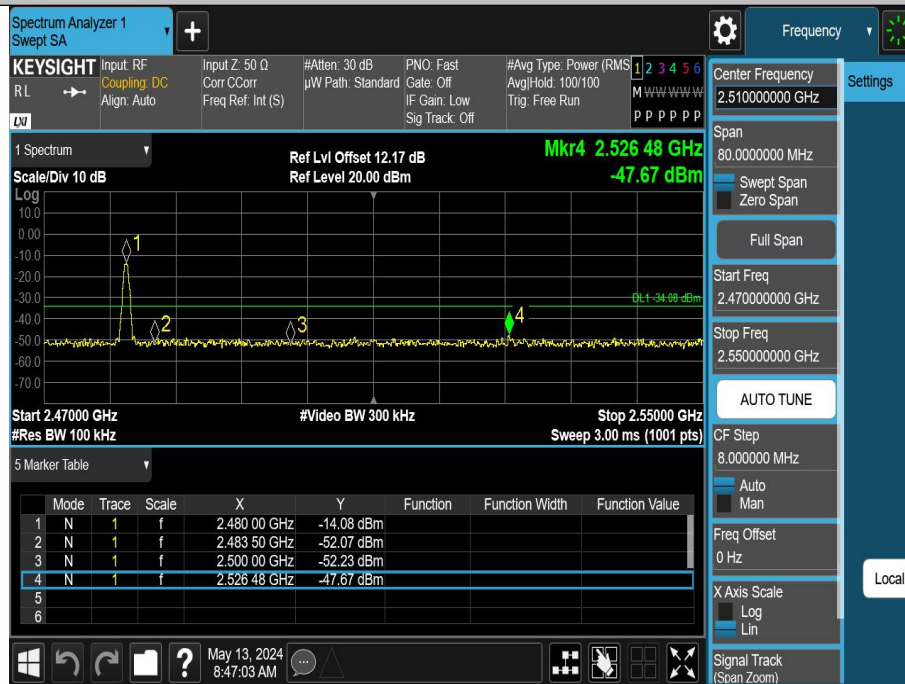 Spectrum Analyzer 1
Swept SA
+
Frequency
KEYSIGHT
RL
LXI
Input: RF
Coupling: DC
Align: Auto
Input Z: 50 Ω
Corr CCorr
Freq Ref: Int (S)
#Atten: 30 dB
µW Path: Standard
PNO: Fast
Gate: Off
IF Gain: Low
Sig Track: Off
#Avg Type: Power (RMS
Avg|Hold: 100/100
Trig: Free Run
1 2 3 4 5 6
M W W W W W
P P P P P P
1 Spectrum
Scale/Div 10 dB
Ref Lvl Offset 12.17 dB
Ref Level 20.00 dBm
Mkr4 2.526 48 GHz
-47.67 dBm
Log
10.0
0.00
-10.0
-20.0
-30.0
-40.0
-50.0
-60.0
-70.0
1
2
3
4
DL1 -34.08 dBm
Start 2.47000 GHz
#Video BW 300 kHz
Stop 2.55000 GHz
#Res BW 100 kHz
Sweep 3.00 ms (1001 pts)
5 Marker Table
Mode Trace Scale X Y Function Function Width Function Value
1 N 1 f 2.480 00 GHz -14.08 dBm
2 N 1 f 2.483 50 GHz -52.07 dBm
3 N 1 f 2.500 00 GHz -52.23 dBm
4 N 1 f 2.526 48 GHz -47.67 dBm
5
6
?
May 13, 2024
8:47:03 AM
Center Frequency
2.510000000 GHz
Span
80.0000000 MHz
Swept Span
Zero Span
Full Span
Start Freq
2.470000000 GHz
Stop Freq
2.550000000 GHz
AUTO TUNE
CF Step
8.000000 MHz
Auto
Man
Freq Offset
0 Hz
X Axis Scale
Log
Lin
Signal Track
(Span Zoom)
Settings
Local